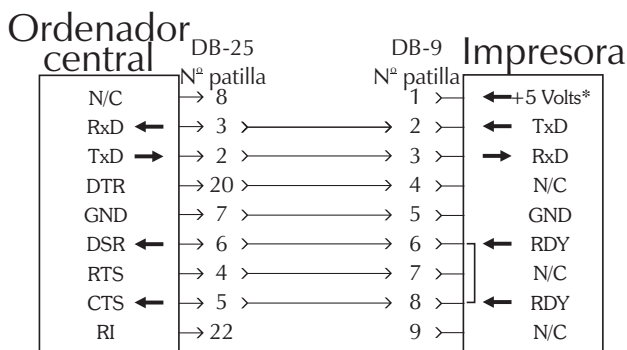 Ordenador central
DB-25
Nº patilla
DB-9
Nº patilla
Impresora
N/C 8 1 +5 Volts*
RxD 3 2 TxD
TxD 2 3 RxD
DTR 20 4 N/C
GND 7 5 GND
DSR 6 6 RDY
RTS 4 7 N/C
CTS 5 8 RDY
RI 22 9 N/C